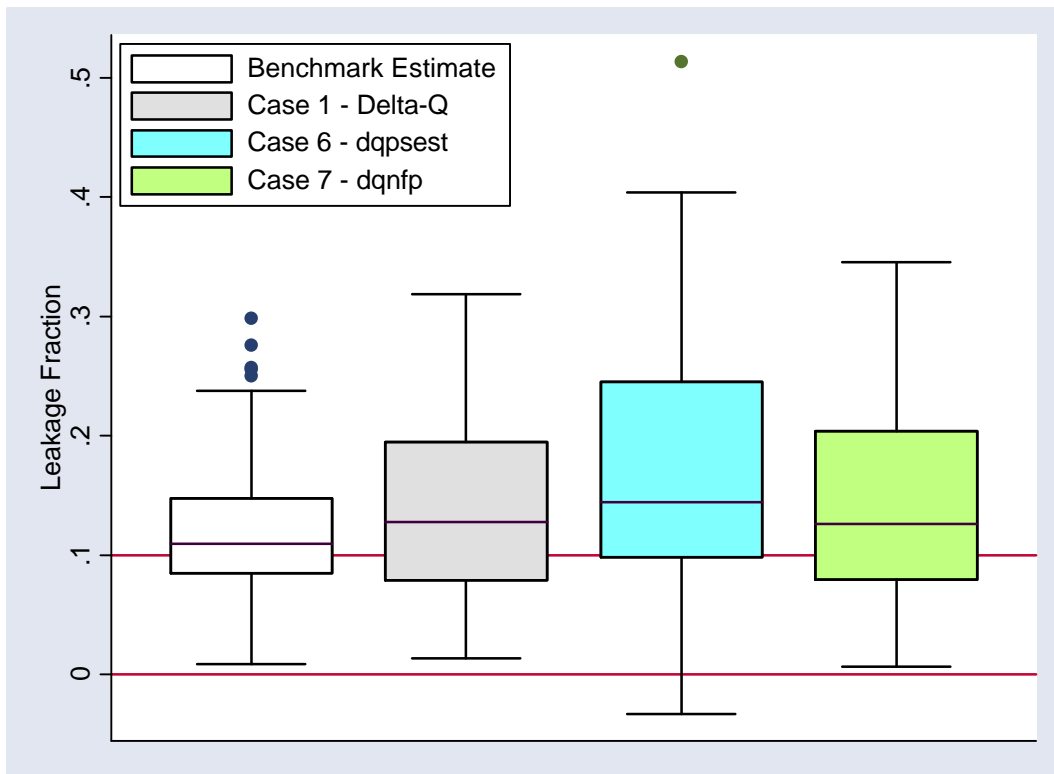 Benchmark Estimate
Case 1 - Delta-Q
Case 6 - dqpsest
Case 7 - dqnfp
Leakage Fraction
.5
.4
.3
.2
.1
0